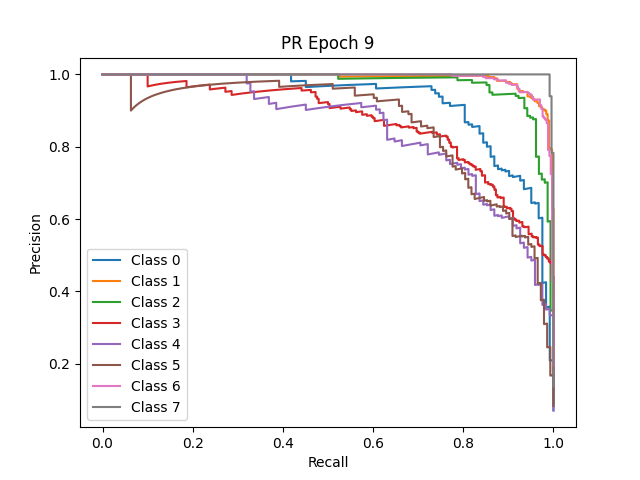 PR Epoch 9
Precision
1.0
0.8
0.6
0.4
0.2
Class 0
Class 1
Class 2
Class 3
Class 4
Class 5
Class 6
Class 7
0.0 0.2 0.4 0.6 0.8 1.0
Recall